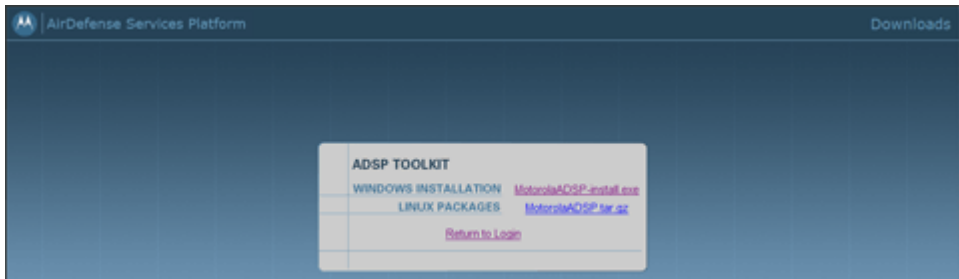 AirDefense Services Platform
Downloads
ADSP TOOLKIT
WINDOWS INSTALLATION MotorolaADSP-install.exe
LINUX PACKAGES MotorolaADSP.tar.gz
Return to Login